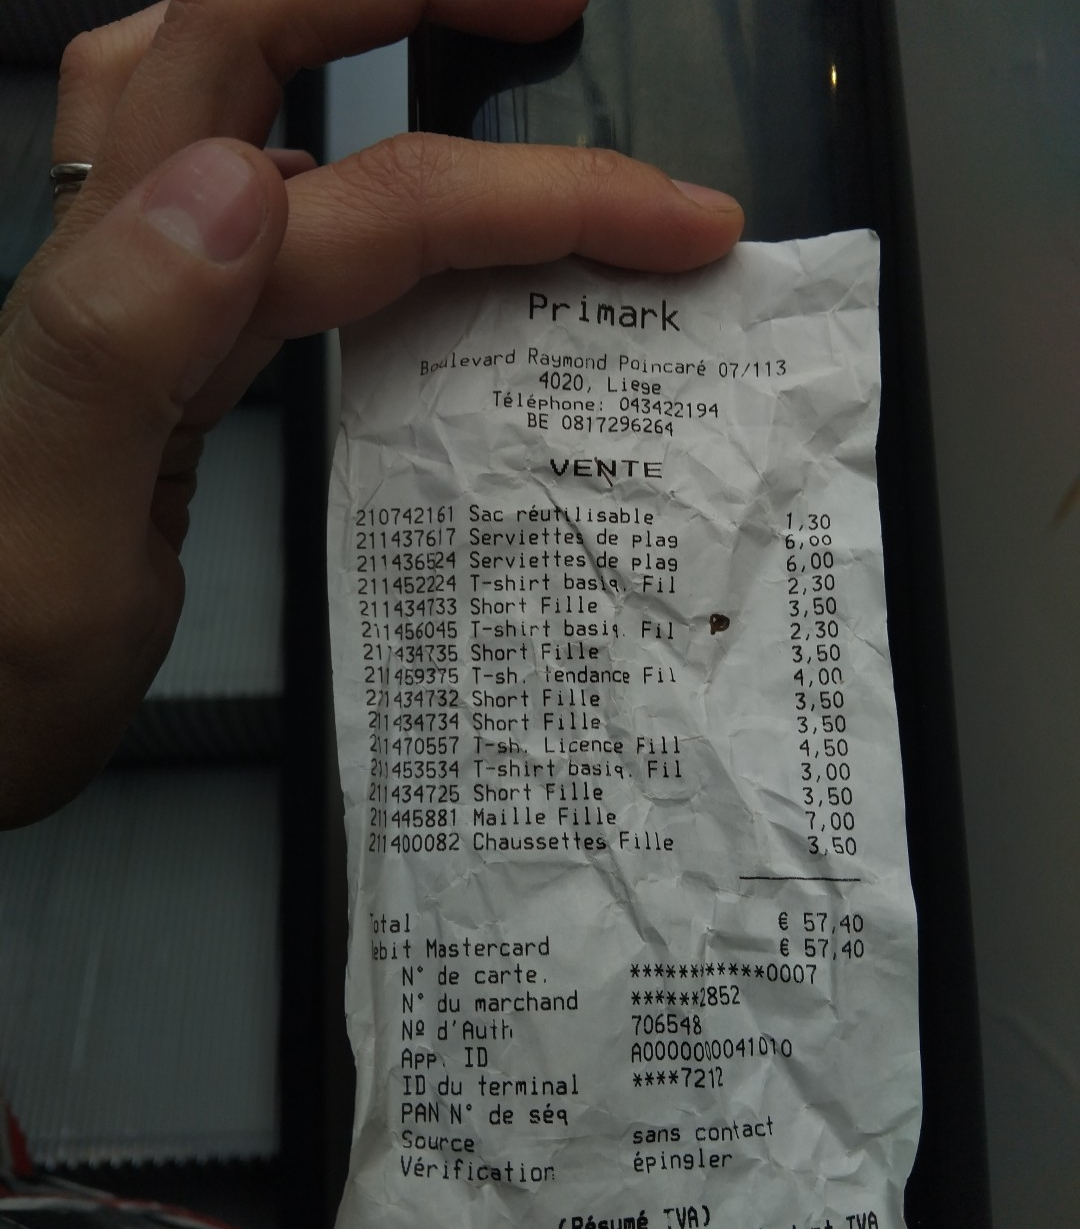 Primark
Boulevard Raymond Poincaré 07/113
4020, Liege
Téléphone: 043422194
BE 0817296264
VENTE
210742161 Sac réutilisable 1,30
211437617 Serviettes de plag 6,00
211436524 Serviettes de plag 6,00
211452224 T-shirt basiq. Fil 2,30
211434733 Short Fille 3,50
211456045 T-shirt basiq. Fil 2,30
211434735 Short Fille 3,50
211459375 T-sh. Tendance Fil 4,00
211434732 Short Fille 3,50
211434734 Short Fille 3,50
211470557 T-sh. Licence Fill 4,50
211453534 T-shirt basiq. Fil 3,00
211434725 Short Fille 3,50
211445881 Maille Fille 7,00
211400082 Chaussettes Fille 3,50
Total € 57,40
ebit Mastercard € 57,40
N° de carte. ************0007
N° du marchand ******2852
Nº d'Auth 706548
App. ID A0000000041010
ID du terminal ****7212
PAN N° de séq
Source sans contact
Vérification épingler
(Résumé TVA)
TVA